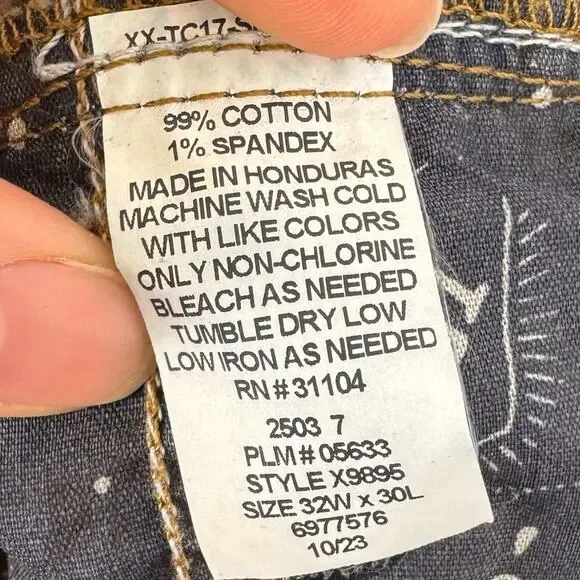 XX-TC17-
99% COTTON
1% SPANDEX
MADE IN HONDURAS
MACHINE WASH COLD
WITH LIKE COLORS
ONLY NON-CHLORINE
BLEACH AS NEEDED
TUMBLE DRY LOW
LOW IRON AS NEEDED
RN # 31104
2503 7
PLM # 05633
STYLE X9895
SIZE 32W x 30L
6977576
10/23